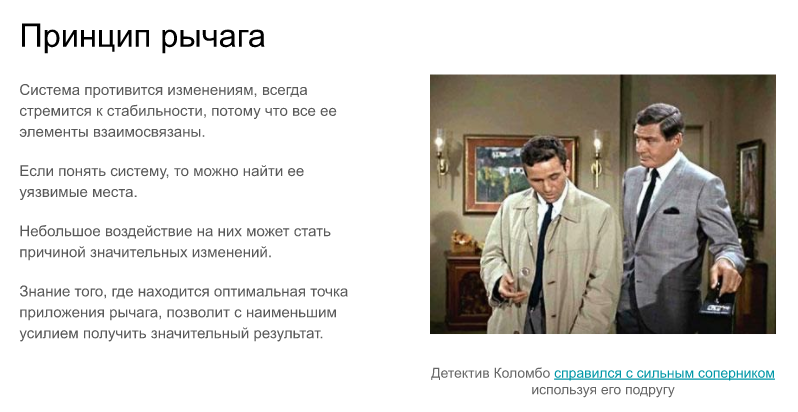 Принцип рычага
Система противится изменениям, всегда
стремится к стабильности, потому что все ее
элементы взаимосвязаны.
Если понять систему, то можно найти ее
уязвимые места.
Небольшое воздействие на них может стать
причиной значительных изменений.
Знание того, где находится оптимальная точка
приложения рычага, позволит с наименьшим
усилием получить значительный результат.
Детектив Коломбо справился с сильным соперником
используя его подругу